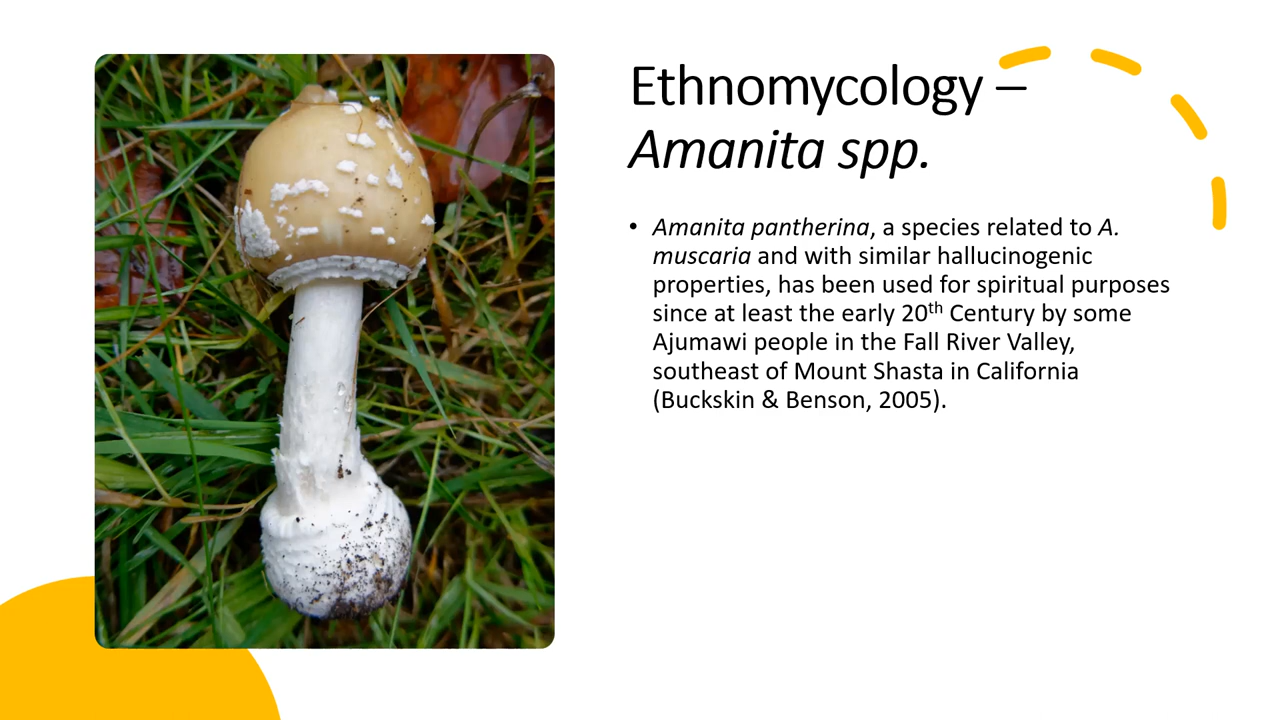 Ethnomycology –
Amanita spp.
• Amanita pantherina, a species related to A.
muscaria and with similar hallucinogenic
properties, has been used for spiritual purposes
since at least the early 20th Century by some
Ajumawi people in the Fall River Valley,
southeast of Mount Shasta in California
(Buckskin & Benson, 2005).